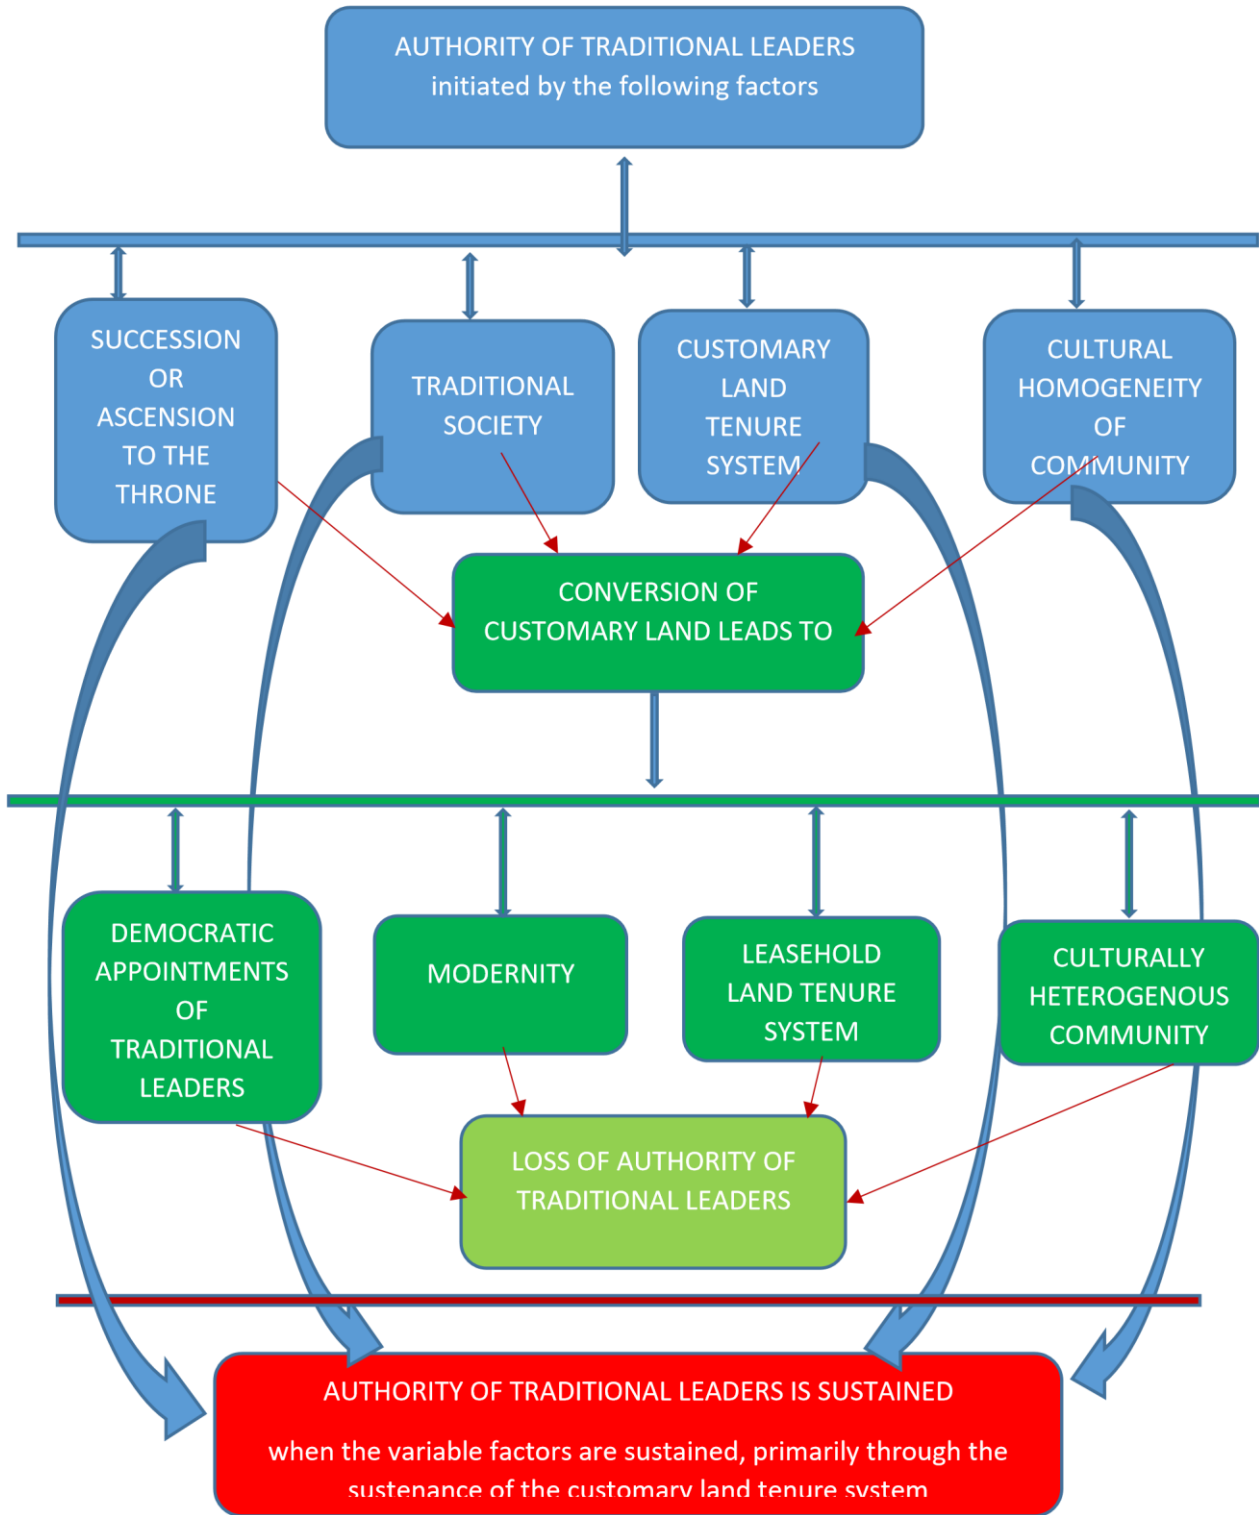 AUTHORITY OF TRADITIONAL LEADERS
initiated by the following factors
SUCCESSION
OR
ASCENSION
TO THE
THRONE
TRADITIONAL
SOCIETY
CUSTOMARY
LAND
TENURE
SYSTEM
CULTURAL
HOMOGENEITY
OF
COMMUNITY
CONVERSION OF
CUSTOMARY LAND LEADS TO
DEMOCRATIC
APPOINTMENTS
OF
TRADITIONAL
LEADERS
MODERNITY
LEASEHOLD
LAND TENURE
SYSTEM
CULTURALLY
HETEROGENOUS
COMMUNITY
LOSS OF AUTHORITY OF
TRADITIONAL LEADERS
AUTHORITY OF TRADITIONAL LEADERS IS SUSTAINED
when the variable factors are sustained, primarily through the
sustenance of the customary land tenure system